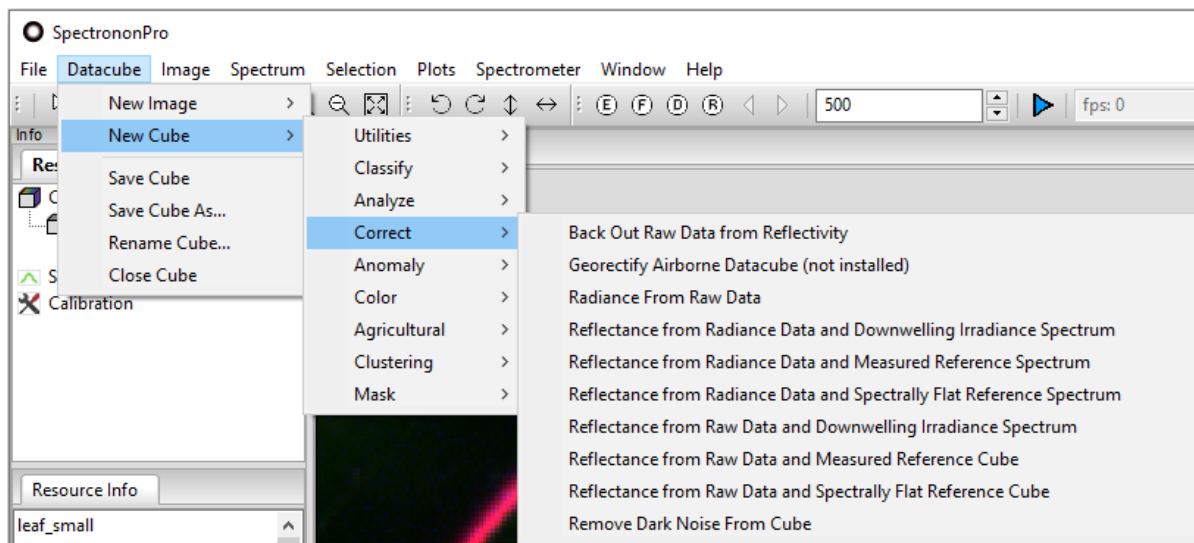 SpectrononPro
File Datacube Image Spectrum Selection Plots Spectrometer Window Help
E F D R 500 fps: 0
New Image
New Cube
Save Cube
Save Cube As...
Rename Cube...
Close Cube
Utilities
Classify
Analyze
Correct
Anomaly
Color
Agricultural
Clustering
Mask
Back Out Raw Data from Reflectivity
Georectify Airborne Datacube (not installed)
Radiance From Raw Data
Reflectance from Radiance Data and Downwelling Irradiance Spectrum
Reflectance from Radiance Data and Measured Reference Spectrum
Reflectance from Radiance Data and Spectrally Flat Reference Spectrum
Reflectance from Raw Data and Downwelling Irradiance Spectrum
Reflectance from Raw Data and Measured Reference Cube
Reflectance from Raw Data and Spectrally Flat Reference Cube
Remove Dark Noise From Cube
Info
Calibration
Resource Info
leaf_small